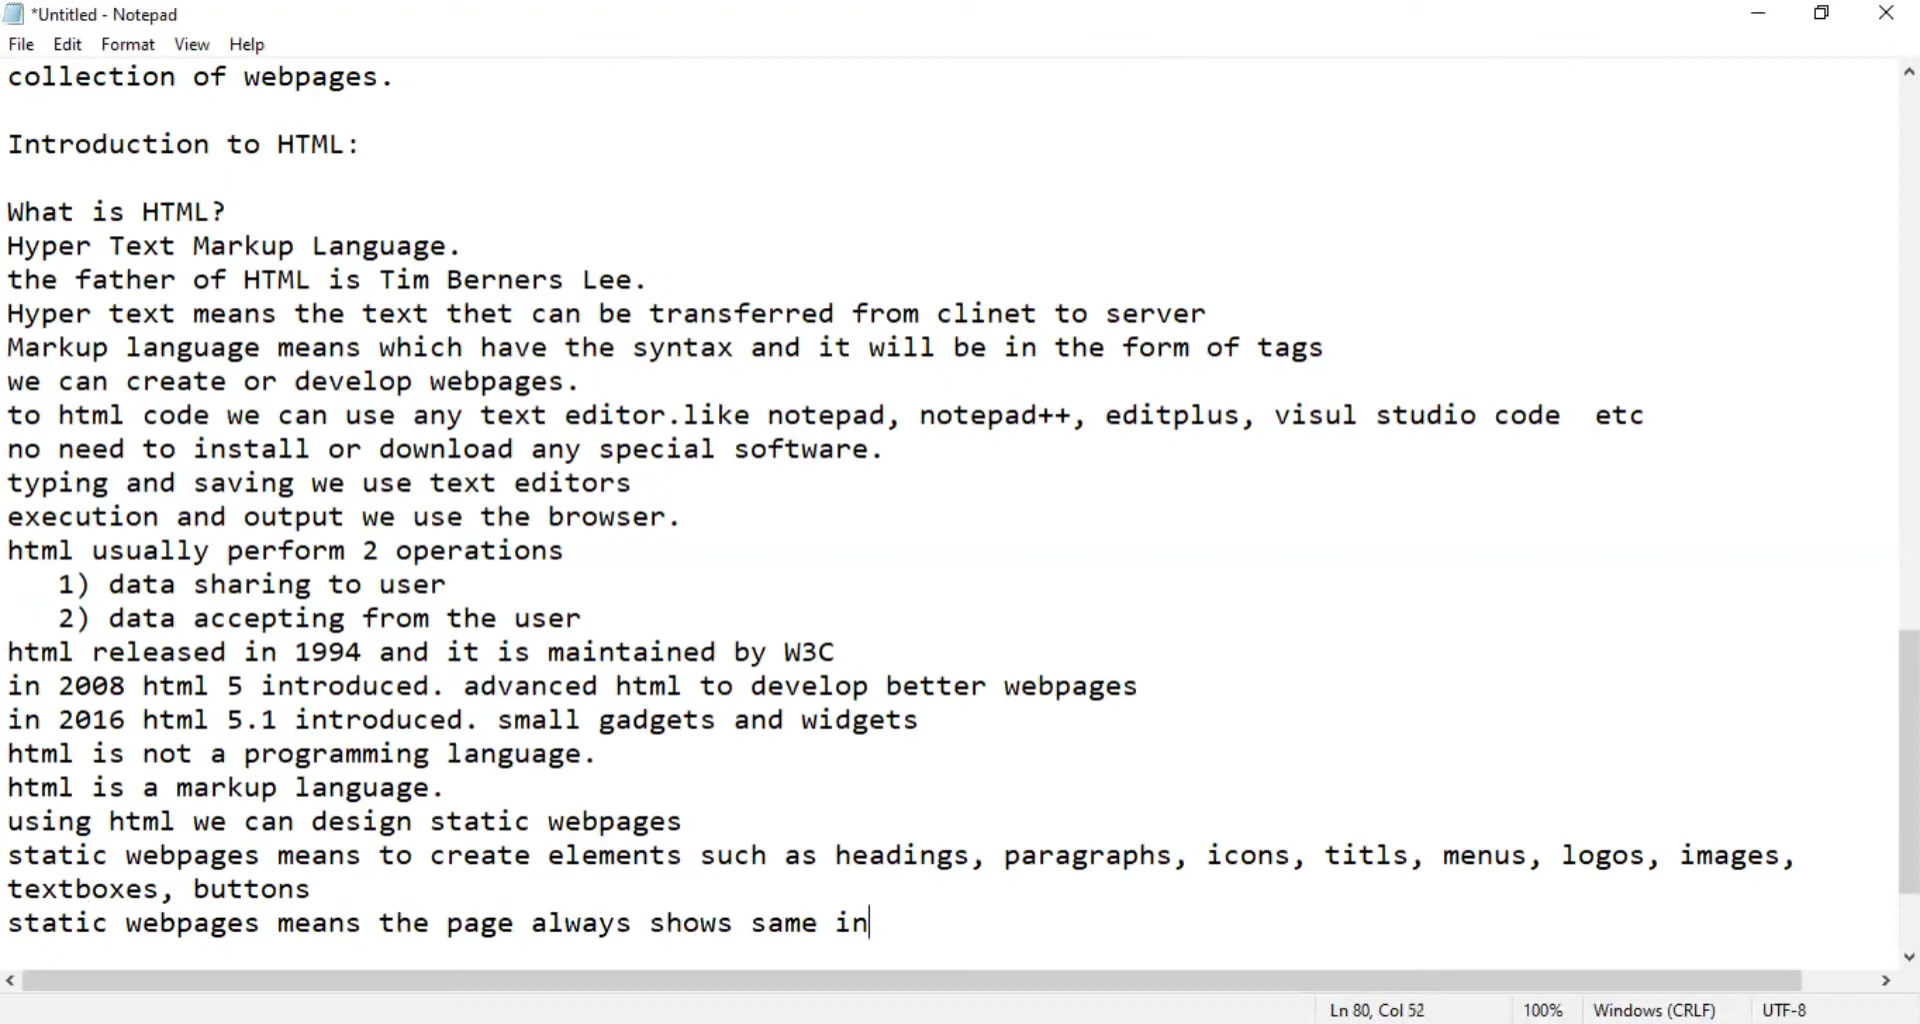 *Untitled - Notepad
File Edit Format View Help
collection of webpages.
Introduction to HTML:
What is HTML?
Hyper Text Markup Language.
the father of HTML is Tim Berners Lee.
Hyper text means the text thet can be transferred from clinet to server
Markup language means which have the syntax and it will be in the form of tags
we can create or develop webpages.
to html code we can use any text editor.like notepad, notepad++, editplus, visul studio code  etc
no need to install or download any special software.
typing and saving we use text editors
execution and output we use the browser.
html usually perform 2 operations
   1) data sharing to user
   2) data accepting from the user
html released in 1994 and it is maintained by W3C
in 2008 html 5 introduced. advanced html to develop better webpages
in 2016 html 5.1 introduced. small gadgets and widgets
html is not a programming language.
html is a markup language.
using html we can design static webpages
static webpages means to create elements such as headings, paragraphs, icons, titls, menus, logos, images,
textboxes, buttons
static webpages means the page always shows same in
Ln 80, Col 52 100% Windows (CRLF) UTF-8